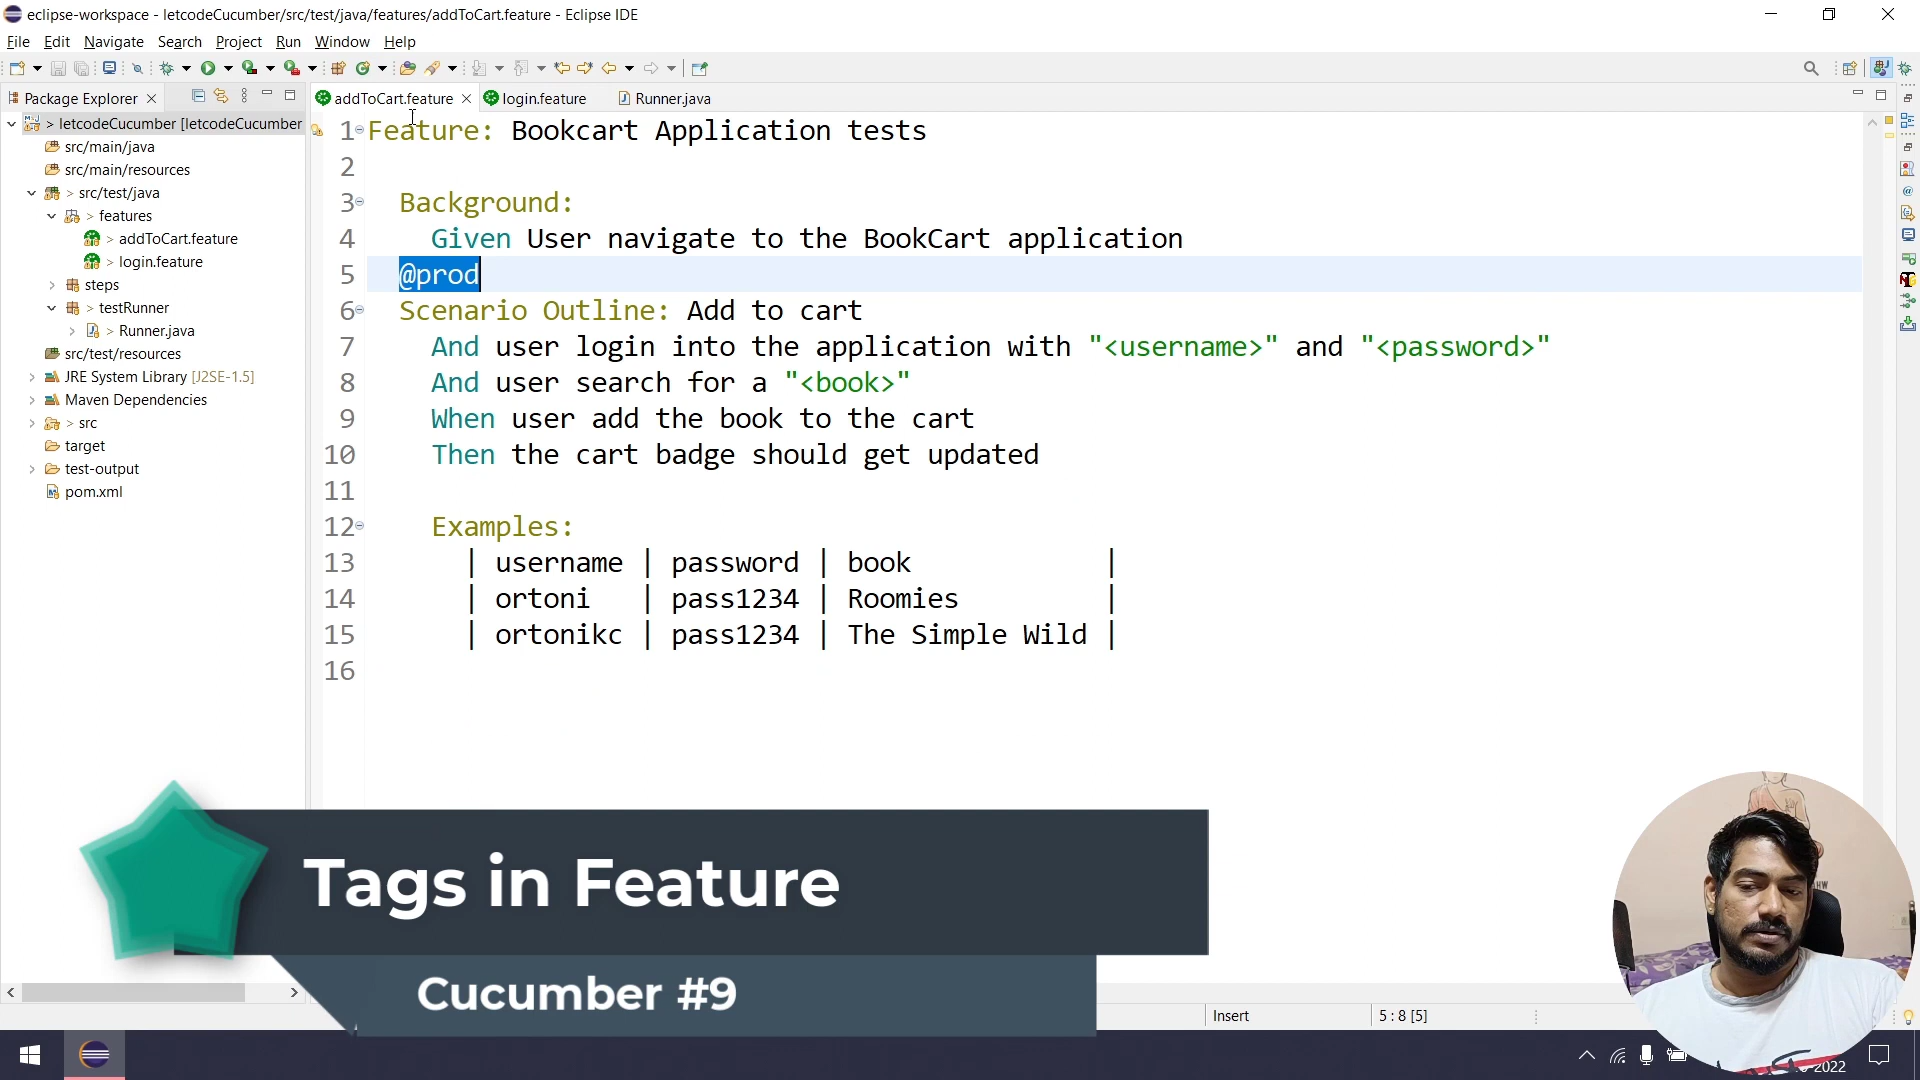 eclipse-workspace - letcodeCucumber/src/test/java/features/addToCart.feature - Eclipse IDE
File Edit Navigate Search Project Run Window Help
Package Explorer
addToCart.feature
login.feature
Runner.java
> letcodeCucumber [letcodeCucumber
src/main/java
src/main/resources
> src/test/java
> features
> addToCart.feature
> login.feature
steps
> testRunner
> Runner.java
src/test/resources
JRE System Library [J2SE-1.5]
Maven Dependencies
> src
target
test-output
pom.xml
1 Feature: Bookcart Application tests
2
3 Background:
4 Given User navigate to the BookCart application
5 @prod
6 Scenario Outline: Add to cart
7 And user login into the application with "<username>" and "<password>"
8 And user search for a "<book>"
9 When user add the book to the cart
10 Then the cart badge should get updated
11
12 Examples:
13 | username | password | book |
14 | ortoni | pass1234 | Roomies |
15 | ortonikc | pass1234 | The Simple Wild |
16
Tags in Feature
Cucumber #9
Insert
5 : 8 [5]
2022